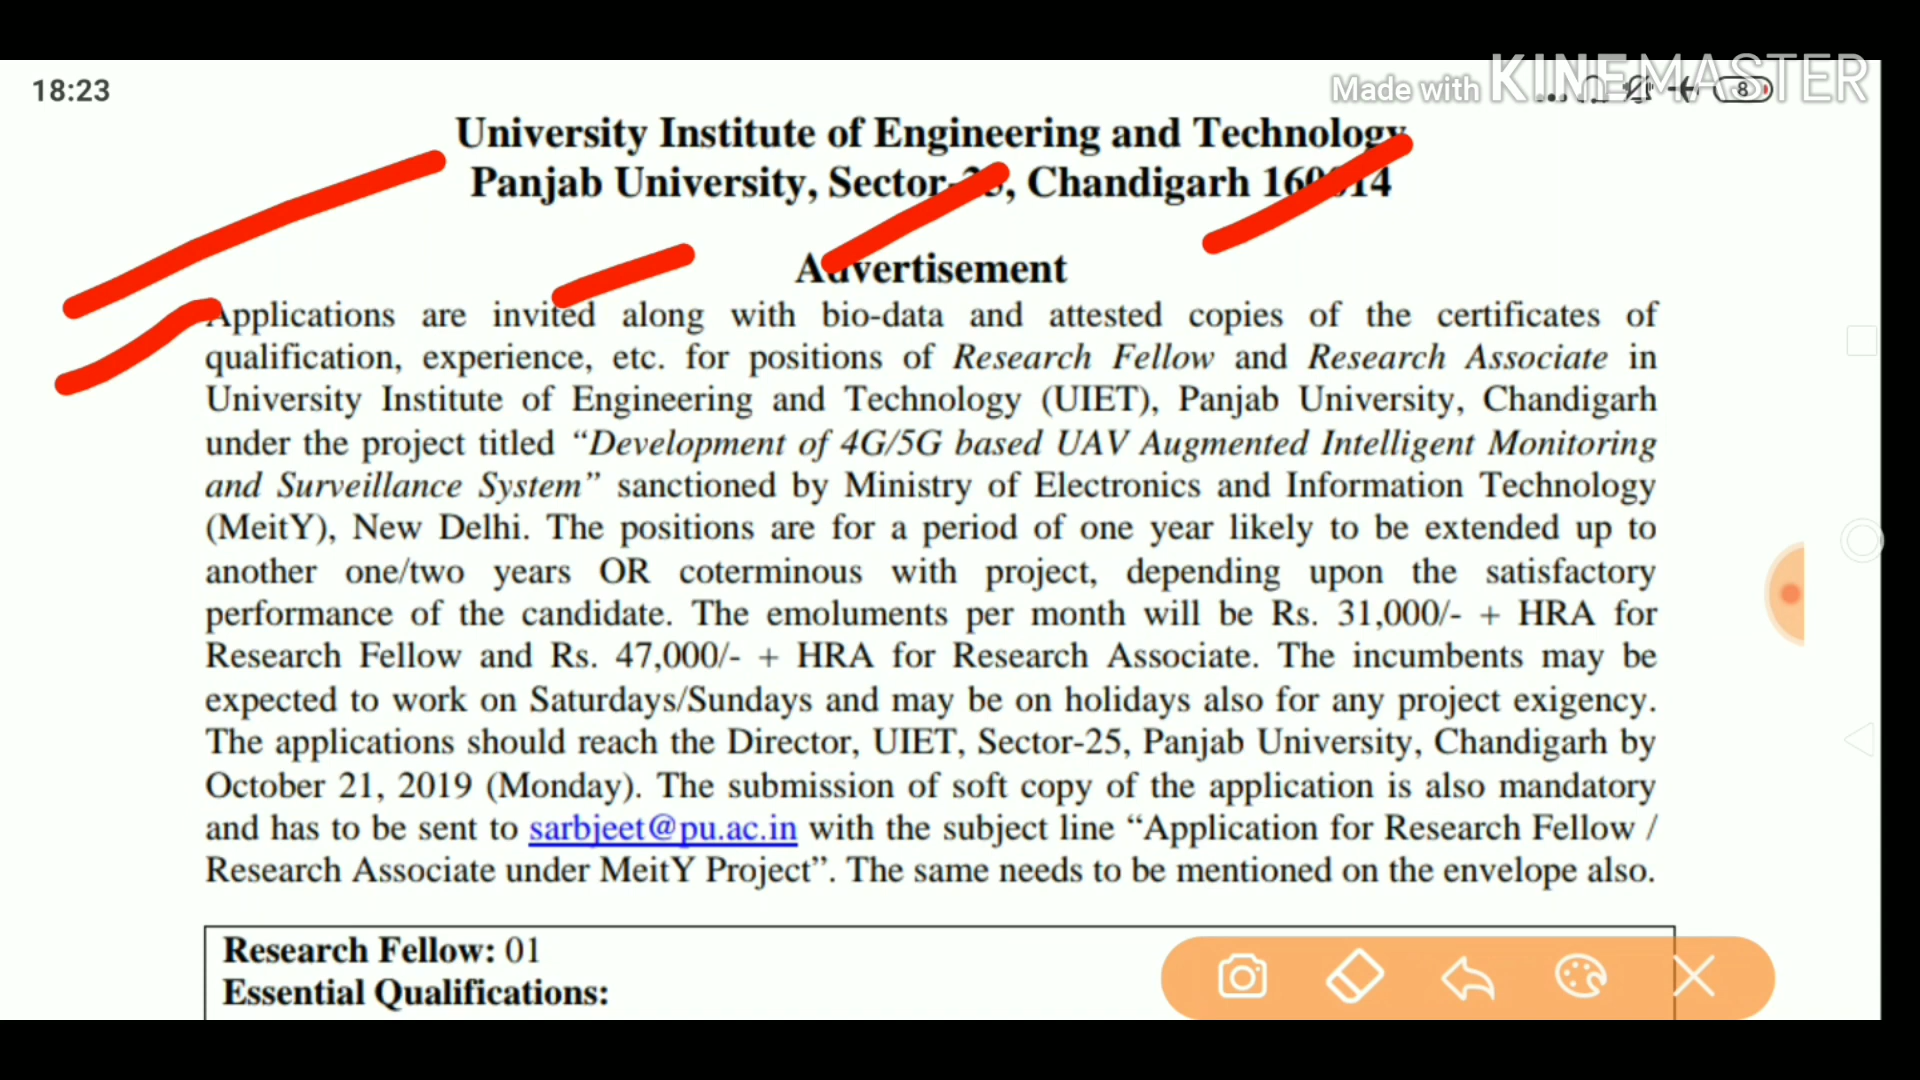 18:23
Made with KINEMASTER
8
University Institute of Engineering and Technology
Panjab University, Sector- , Chandigarh
Advertisement
Applications are invited along with bio-data and attested copies of the certificates of
qualification, experience, etc. for positions of Research Fellow and Research Associate in
University Institute of Engineering and Technology (UIET), Panjab University, Chandigarh
under the project titled “Development of 4G/5G based UAV Augmented Intelligent Monitoring
and Surveillance System” sanctioned by Ministry of Electronics and Information Technology
(MeitY), New Delhi. The positions are for a period of one year likely to be extended up to
another one/two years OR coterminous with project, depending upon the satisfactory
performance of the candidate. The emoluments per month will be Rs. 31,000/- + HRA for
Research Fellow and Rs. 47,000/- + HRA for Research Associate. The incumbents may be
expected to work on Saturdays/Sundays and may be on holidays also for any project exigency.
The applications should reach the Director, UIET, Sector-25, Panjab University, Chandigarh by
October 21, 2019 (Monday). The submission of soft copy of the application is also mandatory
and has to be sent to sarbjeet@pu.ac.in with the subject line “Application for Research Fellow /
Research Associate under MeitY Project”. The same needs to be mentioned on the envelope also.
Research Fellow: 01
Essential Qualifications: